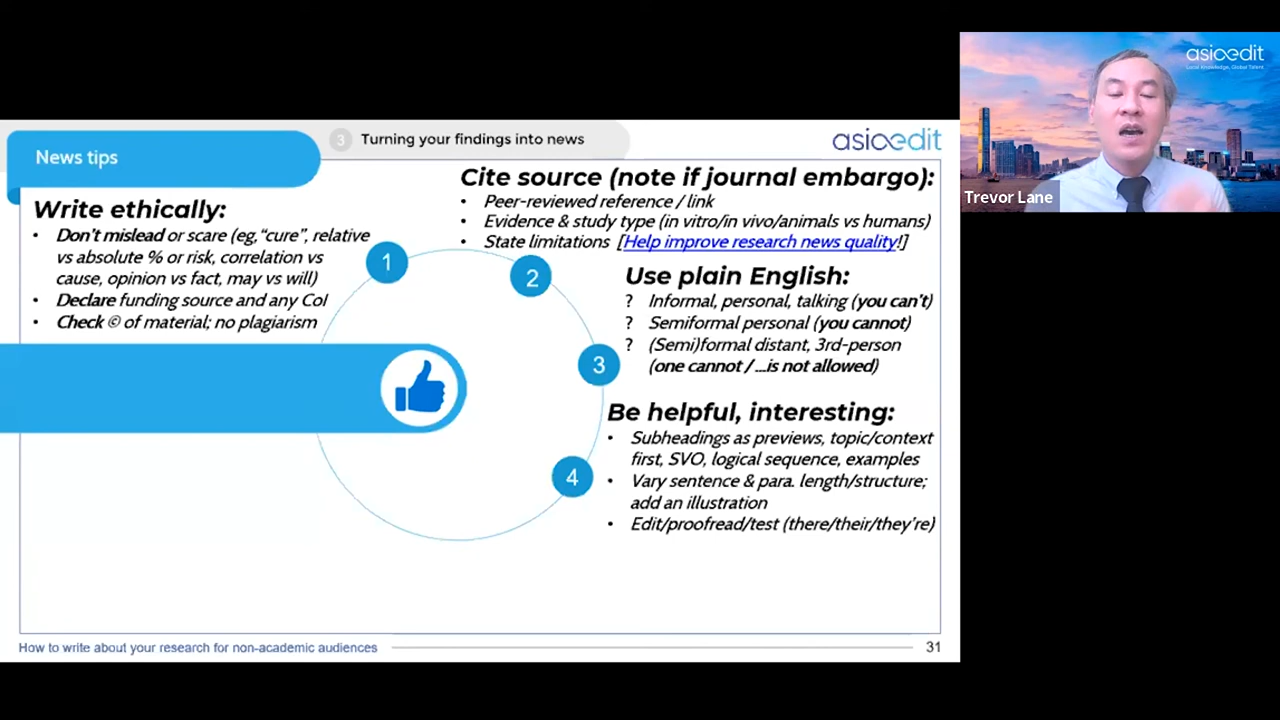 News tips
3 Turning your findings into news
asiaedit
Write ethically:
• Don't mislead or scare (eg,“cure”, relative
vs absolute % or risk, correlation vs
cause, opinion vs fact, may vs will)
• Declare funding source and any CoI
• Check © of material; no plagiarism
1
Cite source (note if journal embargo):
• Peer-reviewed reference / link
• Evidence & study type (in vitro/in vivo/animals vs humans)
• State limitations [Help improve research news quality!]
2
Use plain English:
? Informal, personal, talking (you can't)
? Semiformal personal (you cannot)
? (Semi)formal distant, 3rd-person
(one cannot / ...is not allowed)
3
Be helpful, interesting:
• Subheadings as previews, topic/context
first, SVO, logical sequence, examples
• Vary sentence & para. length/structure;
add an illustration
• Edit/proofread/test (there/their/they're)
4
How to write about your research for non-academic audiences
31
asiaedit
Local Knowledge, Global Talent
Trevor Lane